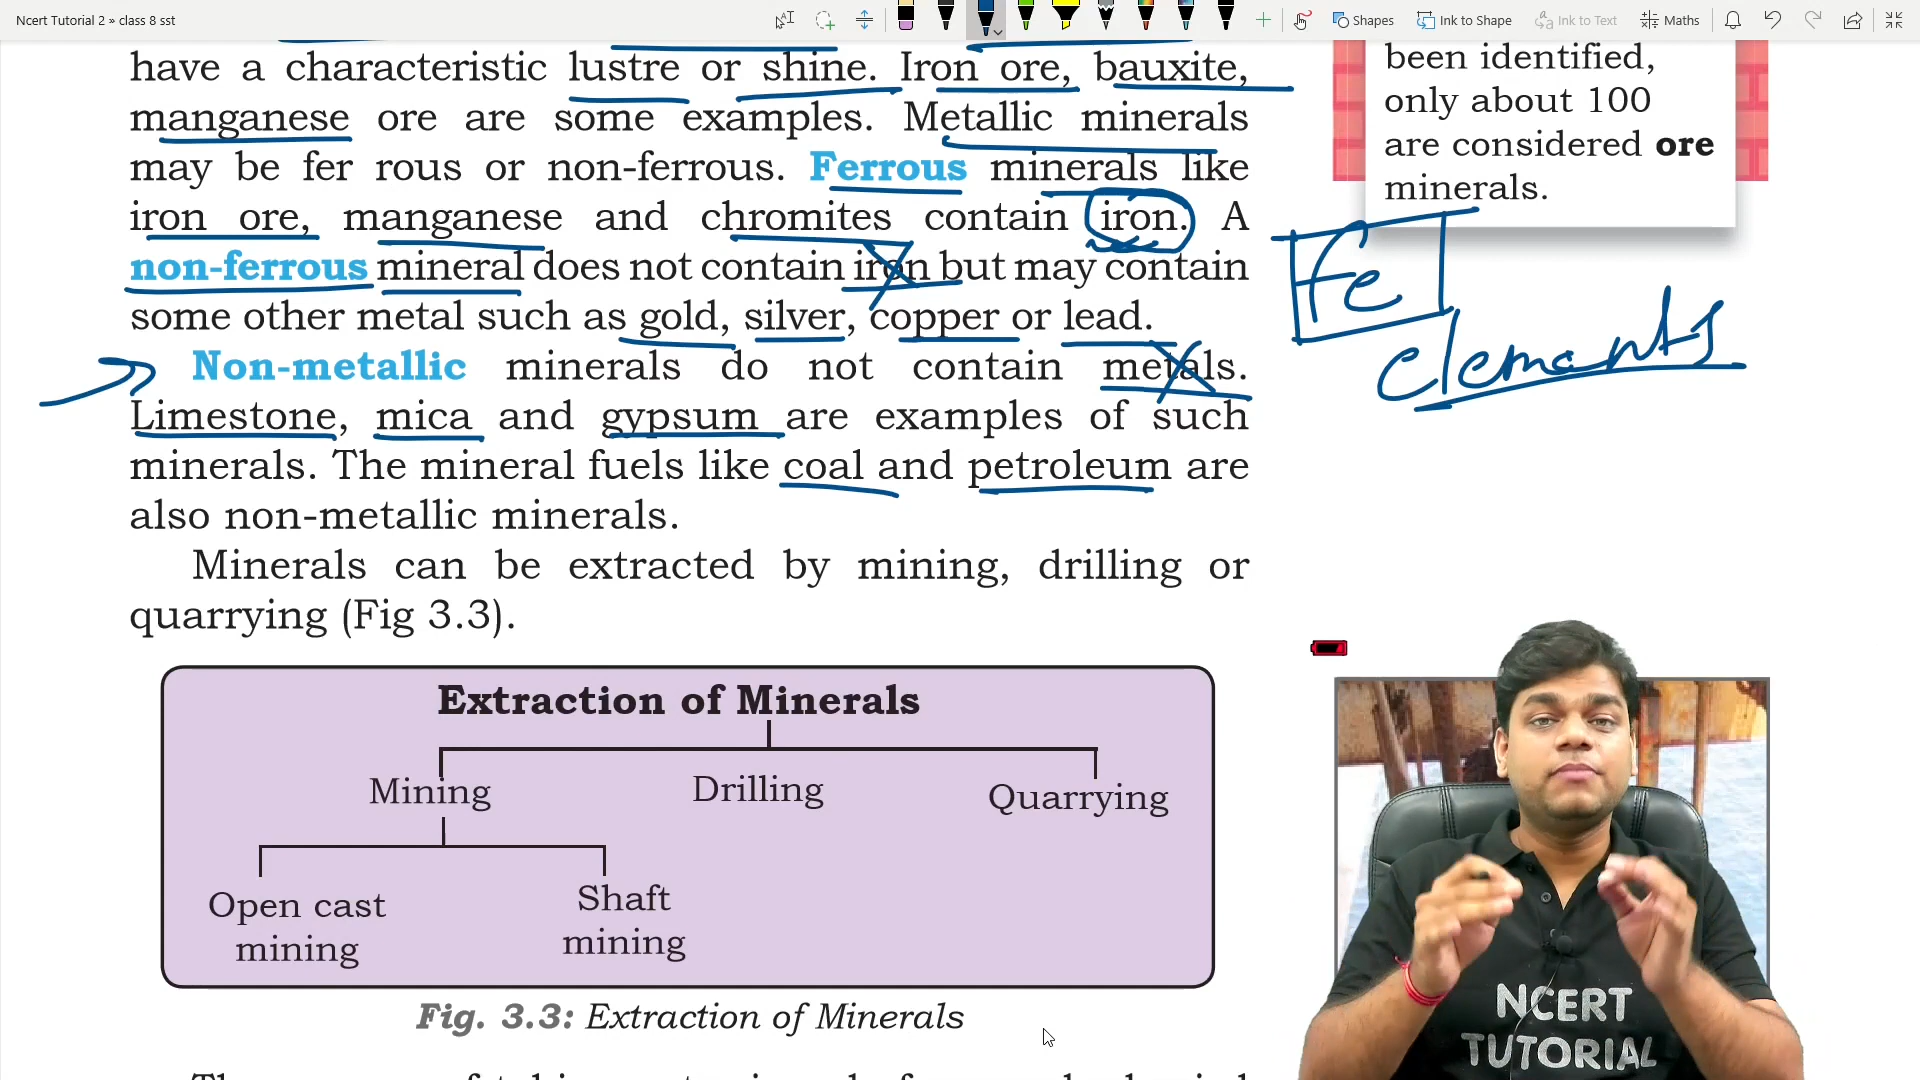 Ncert Tutorial 2 » class 8 sst
Shapes
Ink to Shape
Ink to Text
Maths
have a characteristic lustre or shine. Iron ore, bauxite,
manganese ore are some examples. Metallic minerals
may be fer rous or non-ferrous. Ferrous minerals like
iron ore, manganese and chromites contain iron. A
non-ferrous mineral does not contain iron but may contain
some other metal such as gold, silver, copper or lead.
Non-metallic minerals do not contain metals.
Limestone, mica and gypsum are examples of such
minerals. The mineral fuels like coal and petroleum are
also non-metallic minerals.
Minerals can be extracted by mining, drilling or
quarrying (Fig 3.3).
been identified,
only about 100
are considered ore
minerals.
Fe
elements
Extraction of Minerals
Mining
Drilling
Quarrying
Open cast
mining
Shaft
mining
Fig. 3.3: Extraction of Minerals
NCERT
TUTORIAL